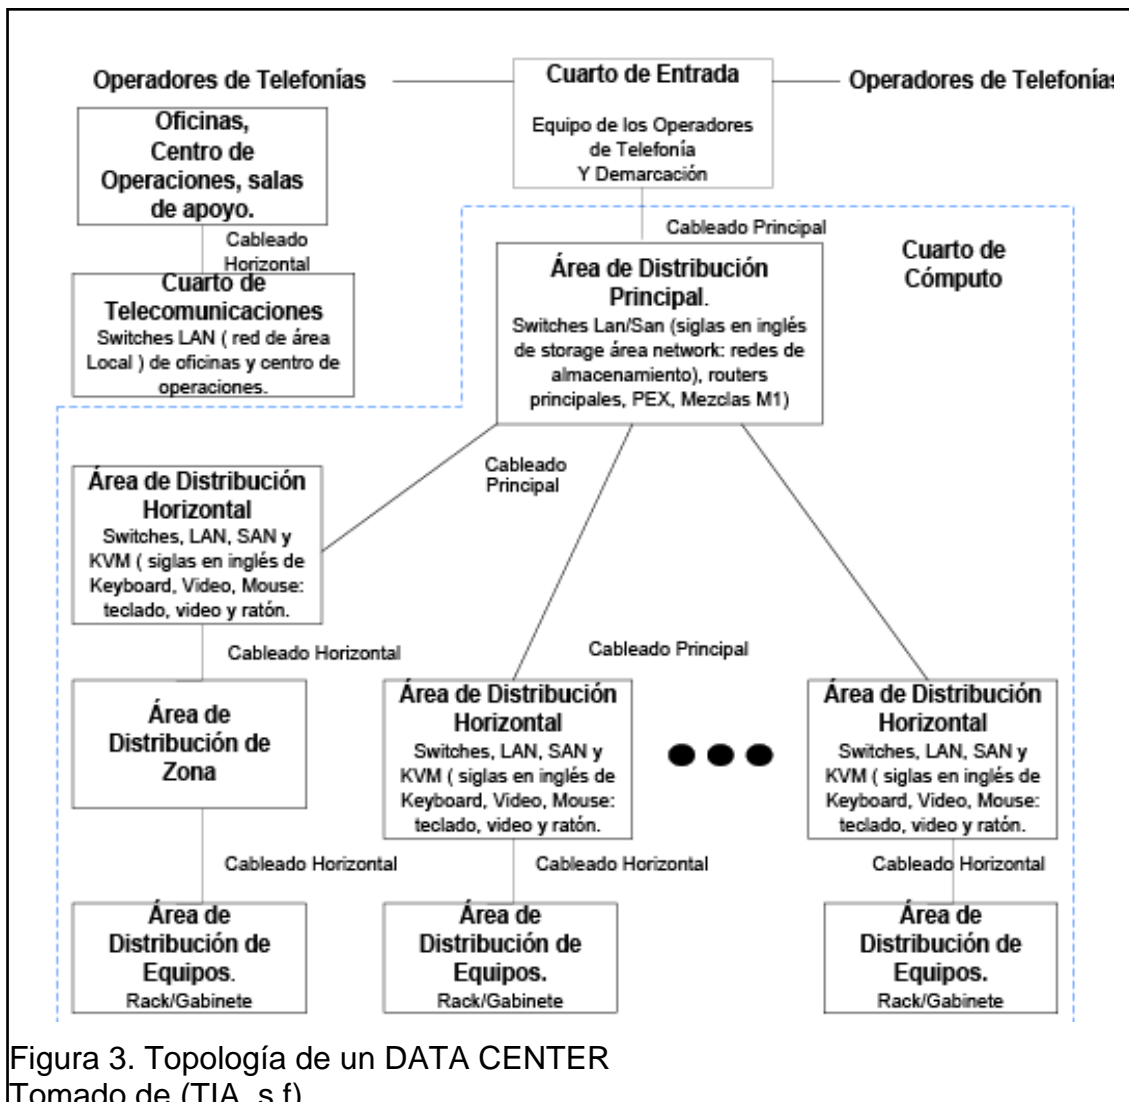 Operadores de Telefonías
Cuarto de Entrada
Equipo de los Operadores
de Telefonía
Y Demarcación
Operadores de Telefonías
Oficinas,
Centro de
Operaciones, salas
de apoyo.
Cableado
Horizontal
Cuarto de
Telecomunicaciones
Switches LAN ( red de área
Local ) de oficinas y centro de
operaciones.
Cableado Principal
Cuarto de
Cómputo
Área de Distribución
Principal.
Switches Lan/San (siglas en inglés
de storage área network: redes de
almacenamiento), routers
principales, PEX, Mezclas M1)
Cableado
Principal
Área de Distribución
Horizontal
Switches, LAN, SAN y
KVM ( siglas en inglés de
Keyboard, Video, Mouse:
teclado, video y ratón.
Cableado Horizontal
Cableado Principal
Área de
Distribución de
Zona
Área de Distribución
Horizontal
Switches, LAN, SAN y
KVM ( siglas en inglés de
Keyboard, Video, Mouse:
teclado, video y ratón.
Área de Distribución
Horizontal
Switches, LAN, SAN y
KVM ( siglas en inglés de
Keyboard, Video, Mouse:
teclado, video y ratón.
Cableado Horizontal
Cableado Horizontal
Cableado Horizontal
Área de
Distribución de
Equipos.
Rack/Gabinete
Área de
Distribución de
Equipos.
Rack/Gabinete
Área de
Distribución de
Equipos.
Rack/Gabinete
Figura 3. Topología de un DATA CENTER
Tomado de (TIA, s.f)